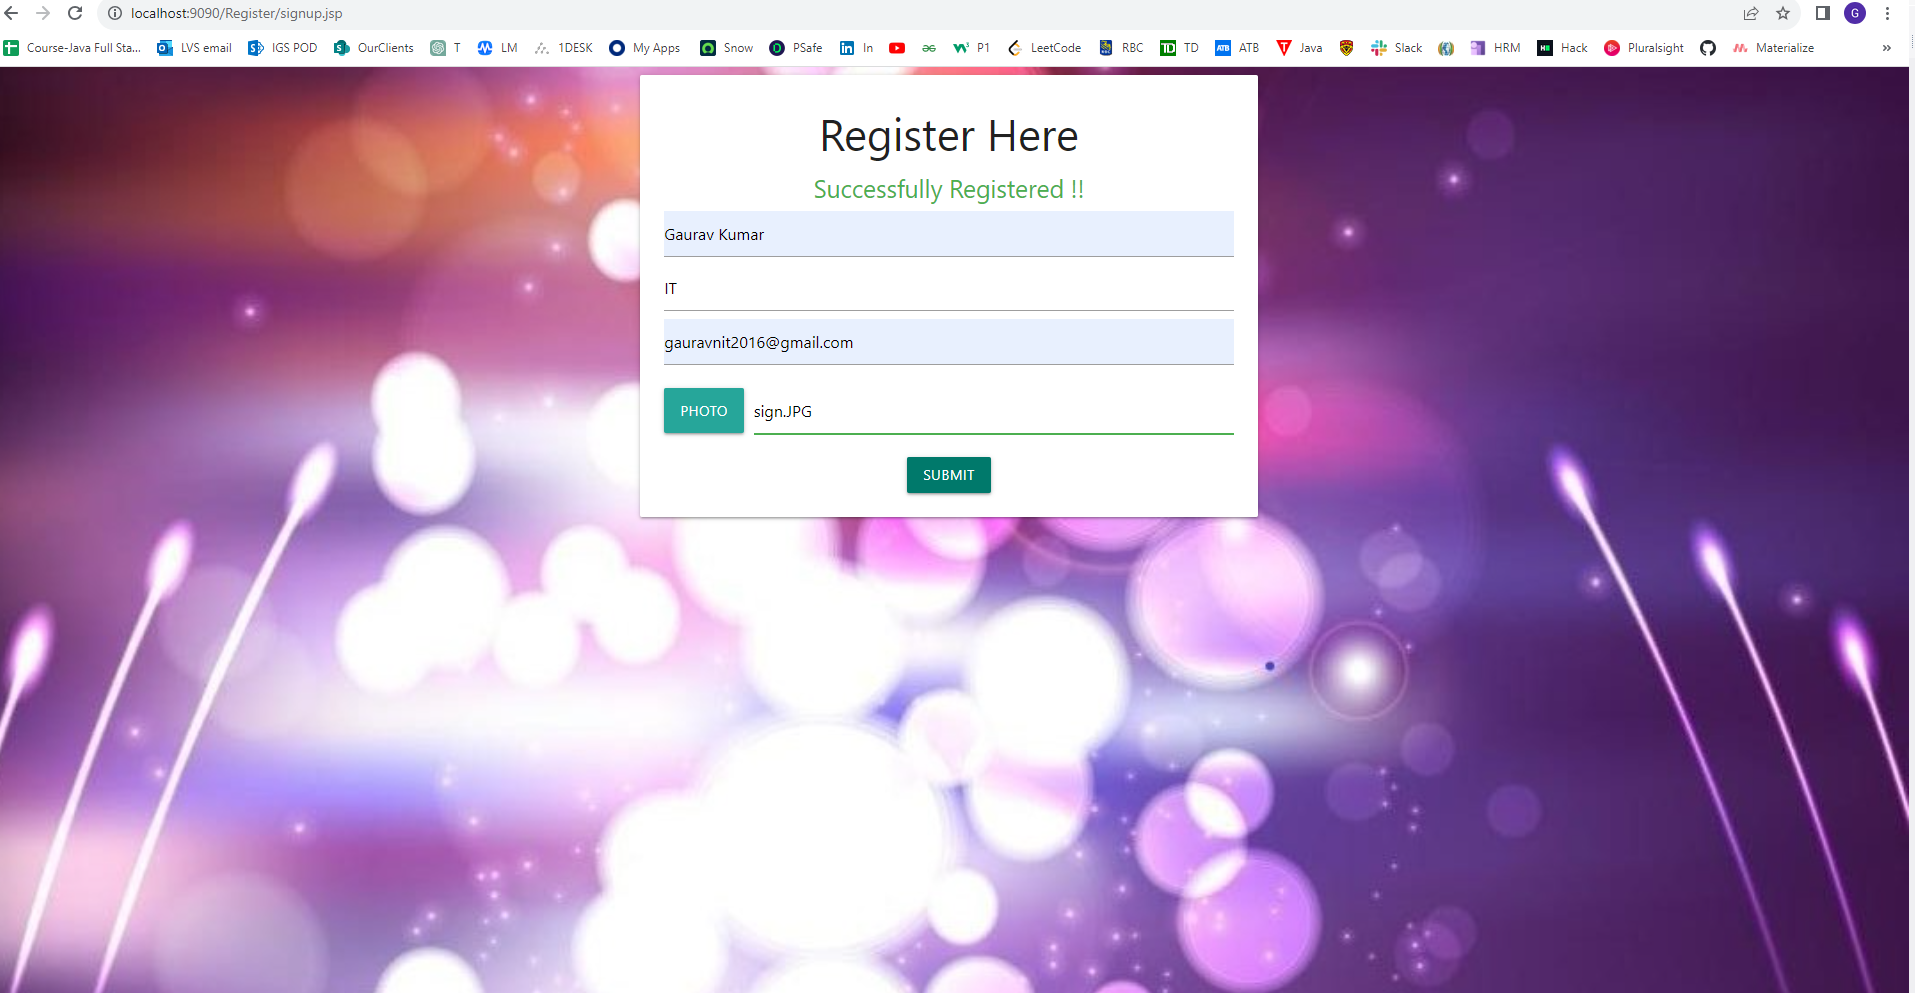 localhost:9090/Register/signup.jsp
G
Course-Java Full Sta... LVS email IGS POD OurClients T LM 1DESK My Apps Snow PSafe In P1 LeetCode RBC TD ATB Java Slack HRM Hack Pluralsight Materialize »
Register Here
Successfully Registered !!
Gaurav Kumar
IT
gauravnit2016@gmail.com
PHOTO sign.JPG
SUBMIT